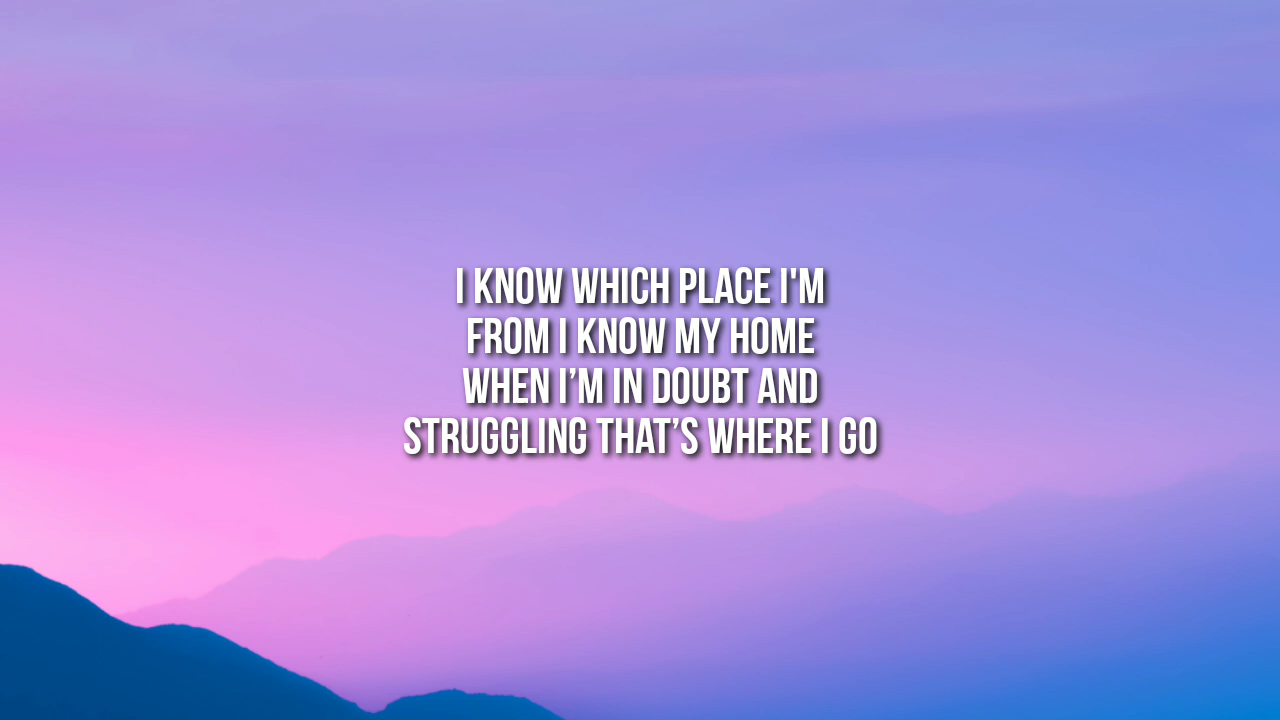 I KNOW WHICH PLACE I'M
FROM I KNOW MY HOME
WHEN I’M IN DOUBT AND
STRUGGLING THAT’S WHERE I GO